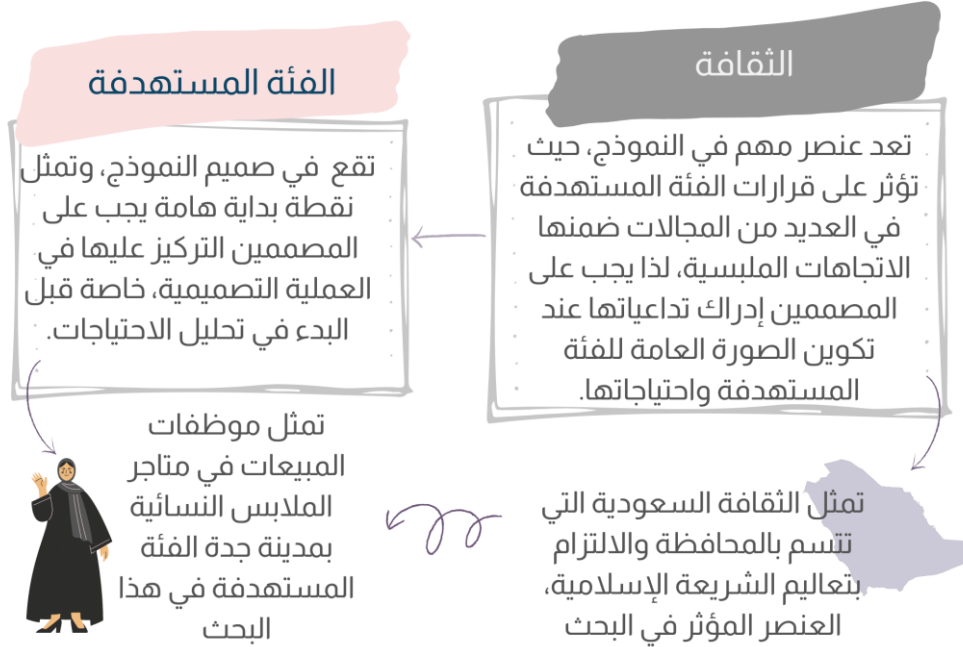 الثقافة
تعد عنصر مهم في النموذج، حيث
تؤثر على قرارات الفئة المستهدفة
في العديد من المجالات ضمنها
الاتجاهات الملبسية، لذا يجب على
المصممين إدراك تداعياتها عند
تكوين الصورة العامة للفئة
المستهدفة واحتياجاتها.
الفئة المستهدفة
تقع في صميم النموذج، وتمثل
نقطة بداية هامة يجب على
المصممين التركيز عليها في
العملية التصميمية، خاصة قبل
البدء في تحليل الاحتياجات.
تمثل الثقافة السعودية التي
تتسم بالمحافظة والالتزام
بتعاليم الشريعة الإسلامية،
العنصر المؤثر في البحث
تمثل موظفات
المبيعات في متاجر
الملابس النسائية
بمدينة جدة الفئة
المستهدفة في هذا
البحث